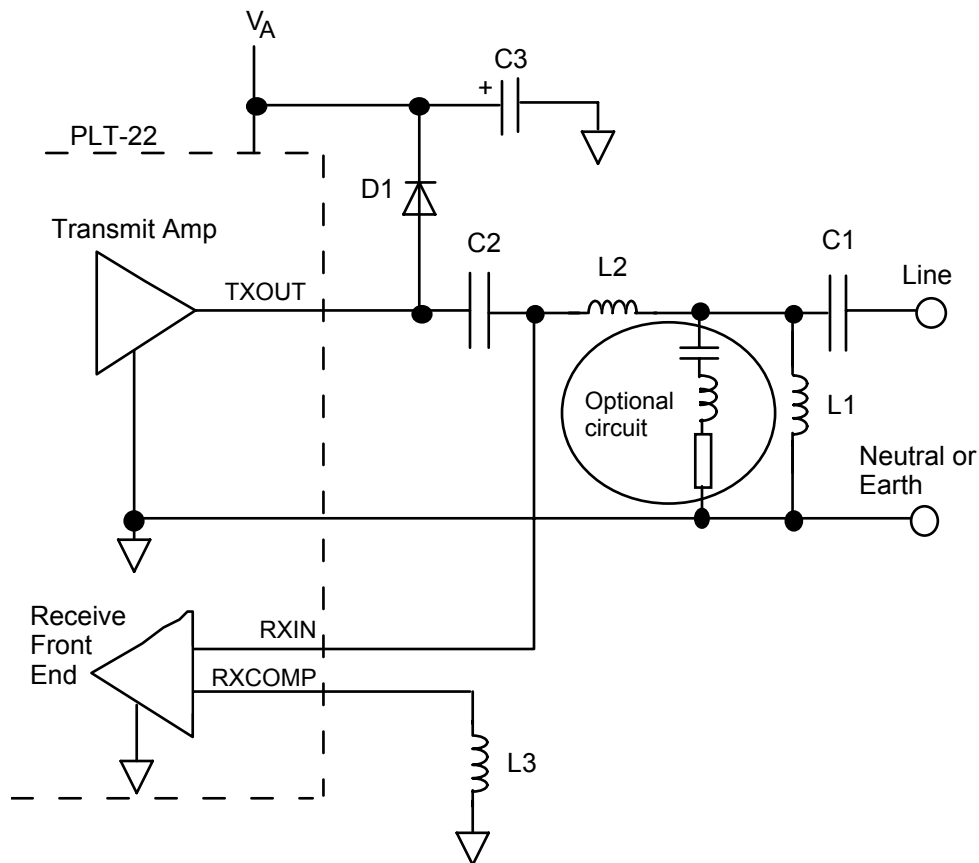 V_A
C3
+
PLT-22
D1
Transmit Amp
C2
C1
L2
Line
TXOUT
Optional
circuit
L1
Neutral or
Earth
Receive
Front
End
RXIN
RXCOMP
L3